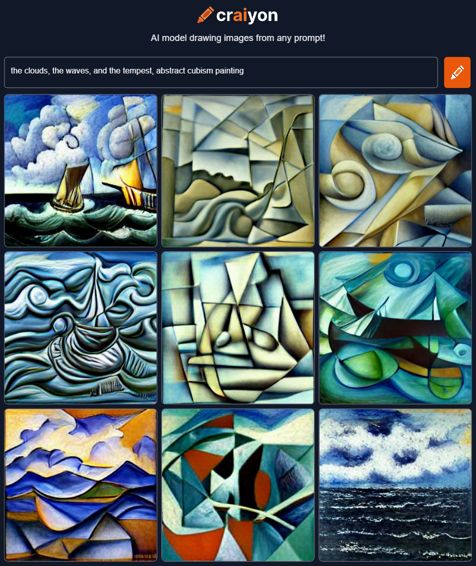 craiyon
AI model drawing images from any prompt!
the clouds, the waves, and the tempest, abstract cubism painting